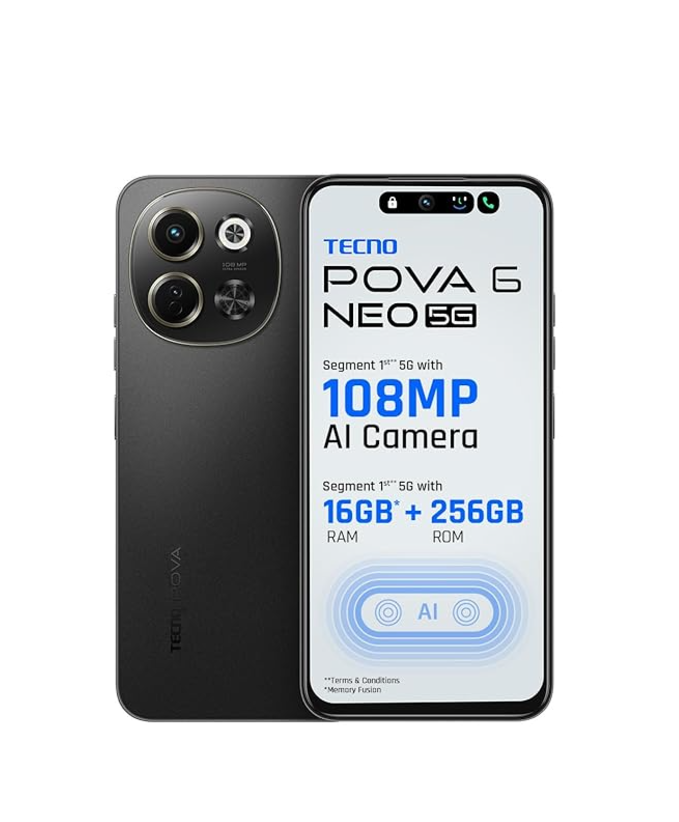 108 MP
TECNO
POVA 6
NEO 5G
Segment 1st** 5G with
108MP
AI Camera
Segment 1st** 5G with
16GB* + 256GB
RAM ROM
AI
**Terms & Conditions
*Memory Fusion
TECNO POVA